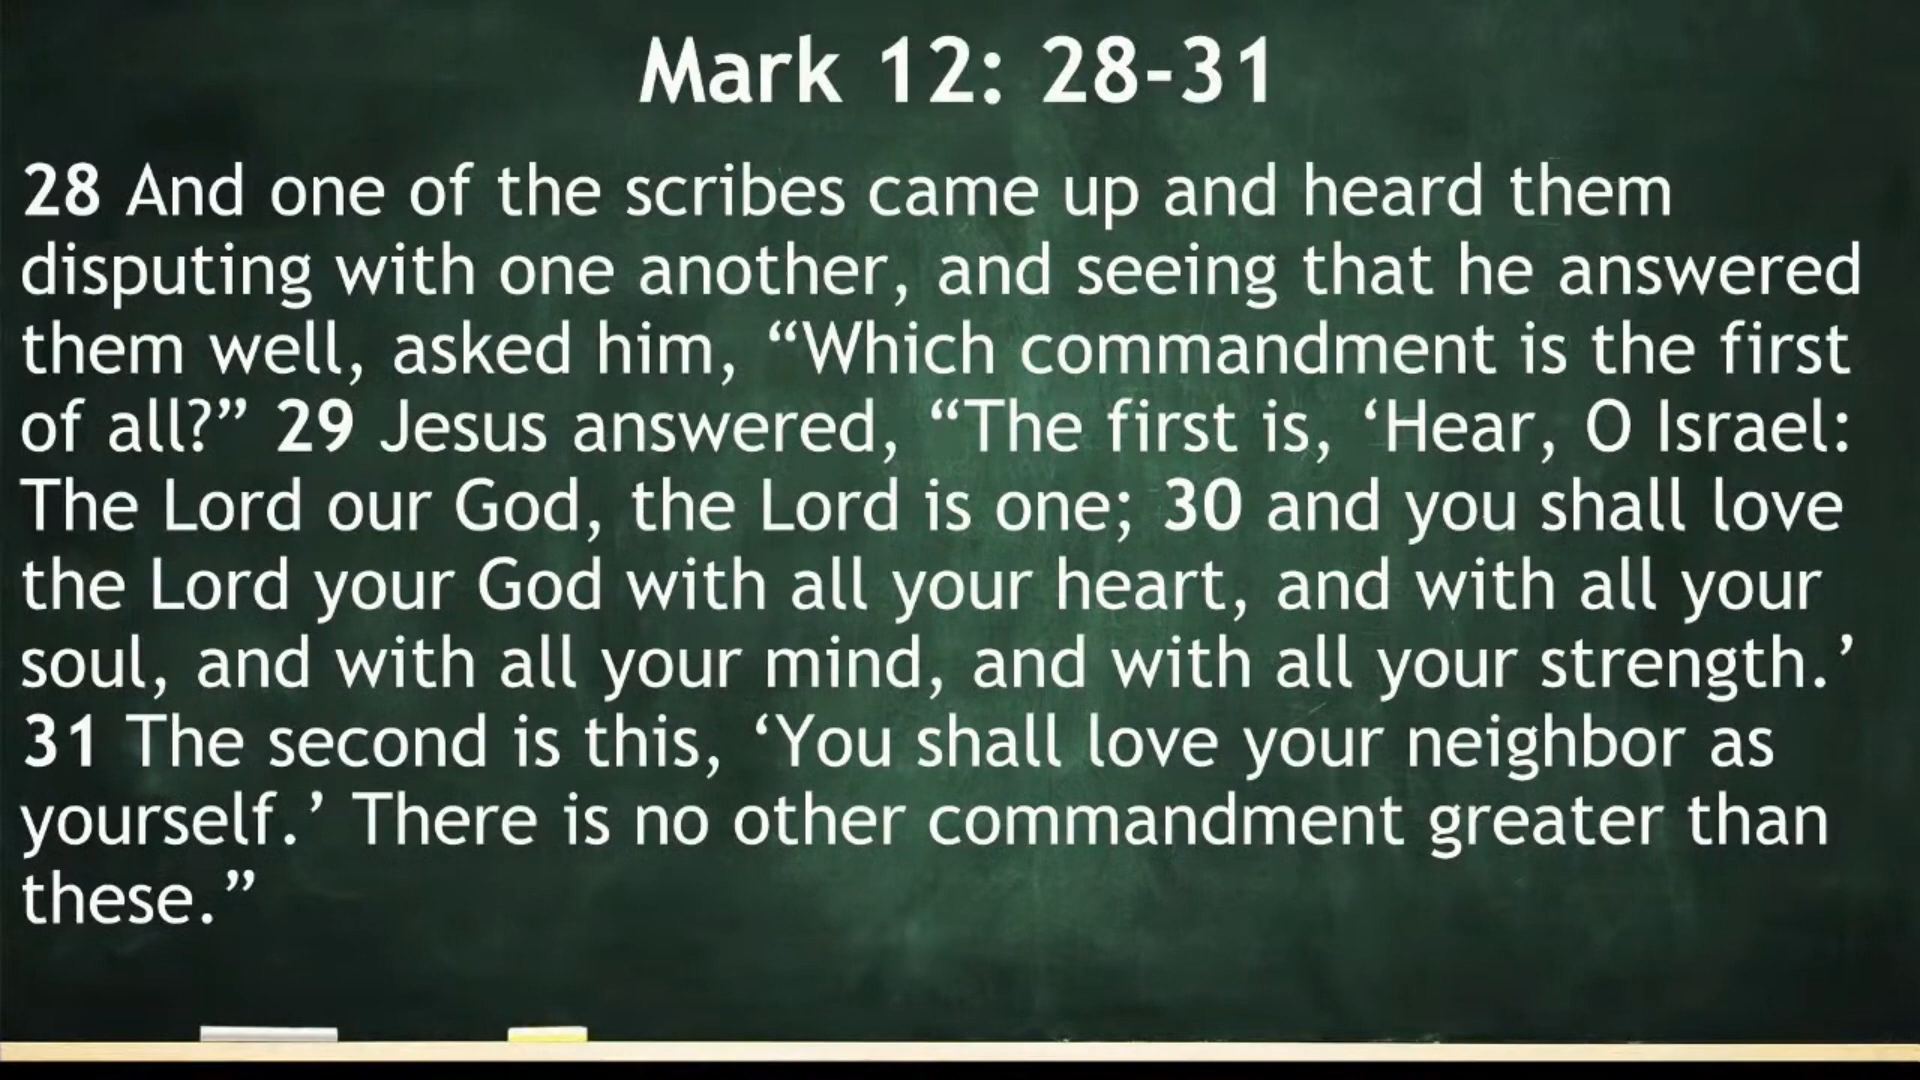 Mark 12: 28-31
28 And one of the scribes came up and heard them
disputing with one another, and seeing that he answered
them well, asked him, “Which commandment is the first
of all?” 29 Jesus answered, “The first is, ‘Hear, O Israel:
The Lord our God, the Lord is one; 30 and you shall love
the Lord your God with all your heart, and with all your
soul, and with all your mind, and with all your strength.’
31 The second is this, ‘You shall love your neighbor as
yourself.’ There is no other commandment greater than
these.”